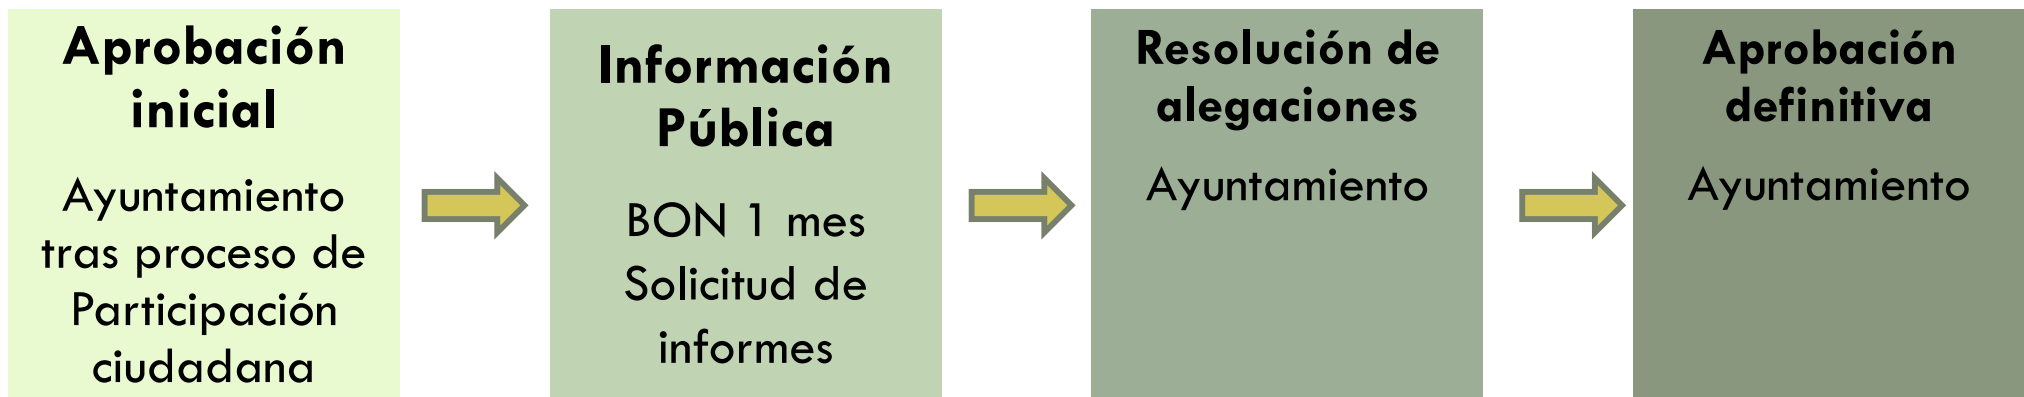 Aprobación
inicial
Ayuntamiento
tras proceso de
Participación
ciudadana
Información
Pública
BON 1 mes
Solicitud de
informes
Resolución de
alegaciones
Ayuntamiento
Aprobación
definitiva
Ayuntamiento